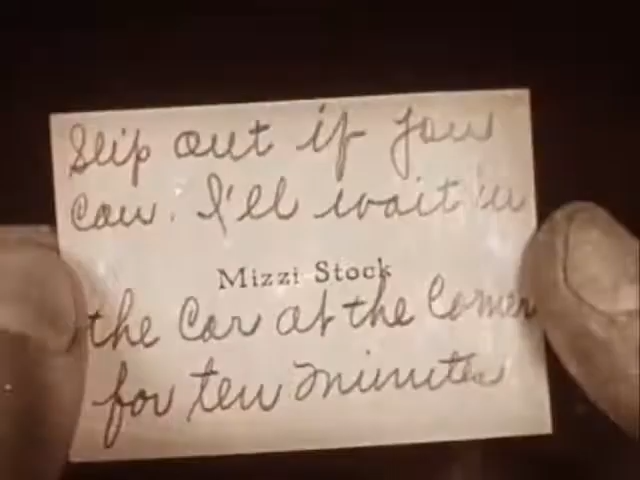 Slip out if you
can. I'll wait in
Mizzi Stock
the car at the corner
for ten minutes